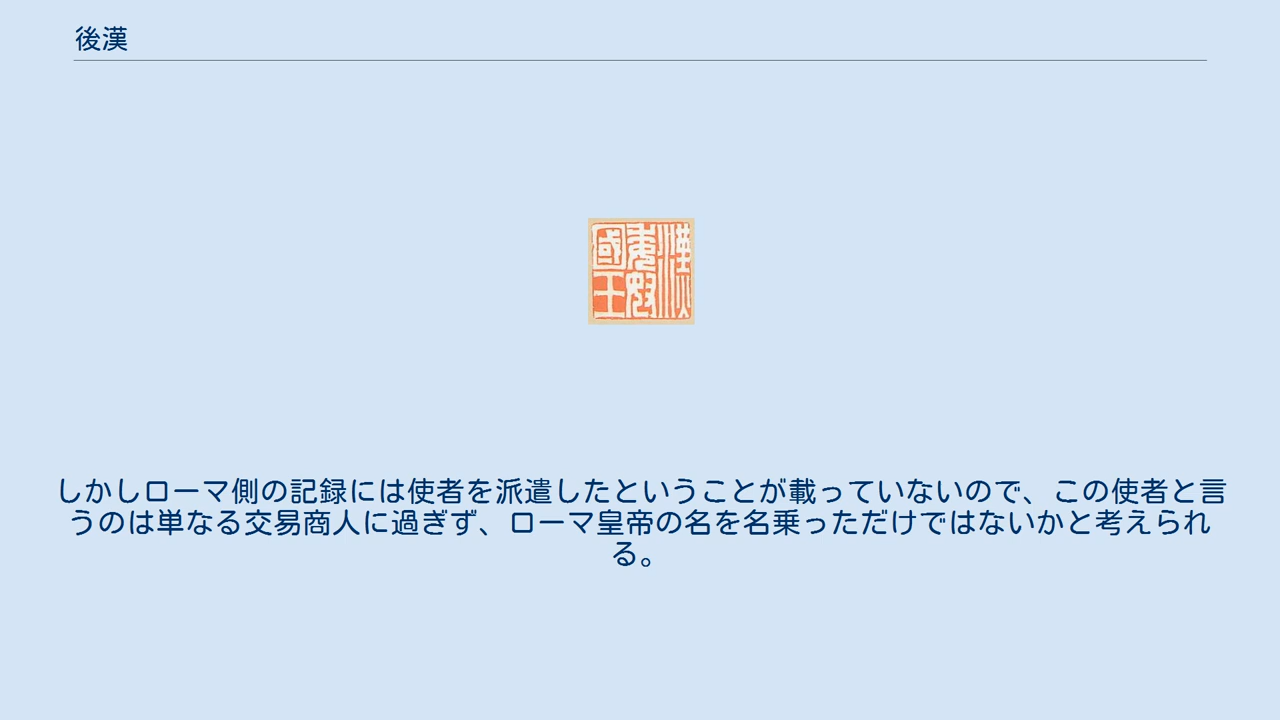 後漢
漢
委奴
國王
しかしローマ側の記録には使者を派遣したということが載っていないので、この使者と言
うのは単なる交易商人に過ぎず、ローマ皇帝の名を名乗っただけではないかと考えられ
る。